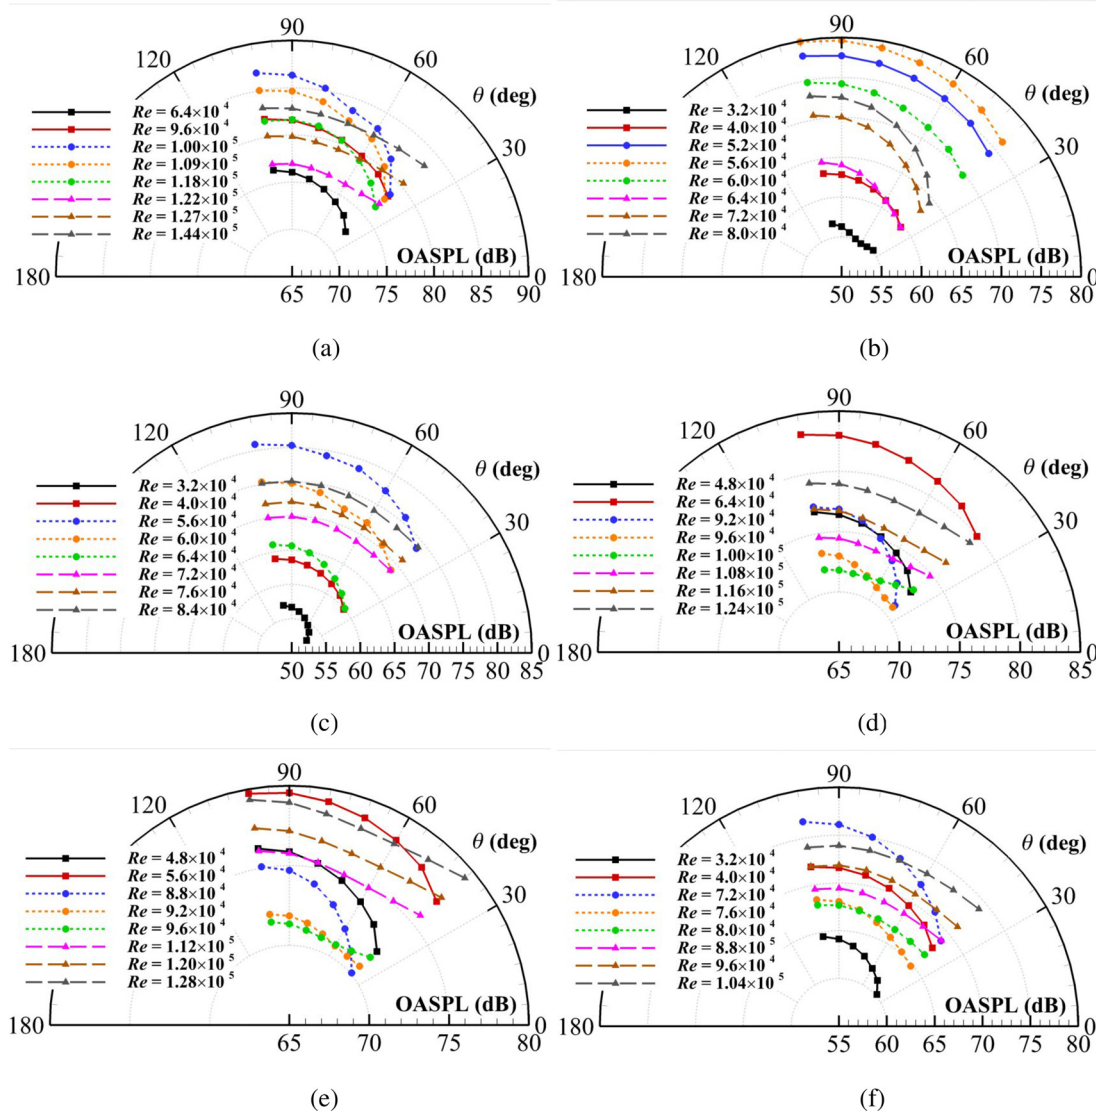 90
120
60
θ (deg)
30
Re = 6.4×10⁴
Re = 9.6×10⁴
Re = 1.00×10⁵
Re = 1.09×10⁵
Re = 1.18×10⁵
Re = 1.22×10⁵
Re = 1.27×10⁵
Re = 1.44×10⁵
OASPL (dB)
180
0
65 70 75 80 85 90
(a)
90
120
60
θ (deg)
30
Re = 3.2×10⁴
Re = 4.0×10⁴
Re = 5.2×10⁴
Re = 5.6×10⁴
Re = 6.0×10⁴
Re = 6.4×10⁴
Re = 7.2×10⁴
Re = 8.0×10⁴
OASPL (dB)
180
0
50 55 60 65 70 75 80
(b)
90
120
60
θ (deg)
30
Re = 3.2×10⁴
Re = 4.0×10⁴
Re = 5.6×10⁴
Re = 6.0×10⁴
Re = 6.4×10⁴
Re = 7.2×10⁴
Re = 7.6×10⁴
Re = 8.4×10⁴
OASPL (dB)
180
0
50 55 60 65 70 75 80 85
(c)
90
120
60
θ (deg)
30
Re = 4.8×10⁴
Re = 6.4×10⁴
Re = 9.2×10⁴
Re = 9.6×10⁴
Re = 1.00×10⁵
Re = 1.08×10⁵
Re = 1.16×10⁵
Re = 1.24×10⁵
OASPL (dB)
180
0
65 70 75 80 85
(d)
90
120
60
θ (deg)
30
Re = 4.8×10⁴
Re = 5.6×10⁴
Re = 8.8×10⁴
Re = 9.2×10⁴
Re = 9.6×10⁴
Re = 1.12×10⁵
Re = 1.20×10⁵
Re = 1.28×10⁵
OASPL (dB)
180
0
65 70 75 80
(e)
90
120
60
θ (deg)
30
Re = 3.2×10⁴
Re = 4.0×10⁴
Re = 7.2×10⁴
Re = 7.6×10⁴
Re = 8.0×10⁴
Re = 8.8×10⁴
Re = 9.6×10⁴
Re = 1.04×10⁵
OASPL (dB)
180
0
55 60 65 70 75 80
(f)